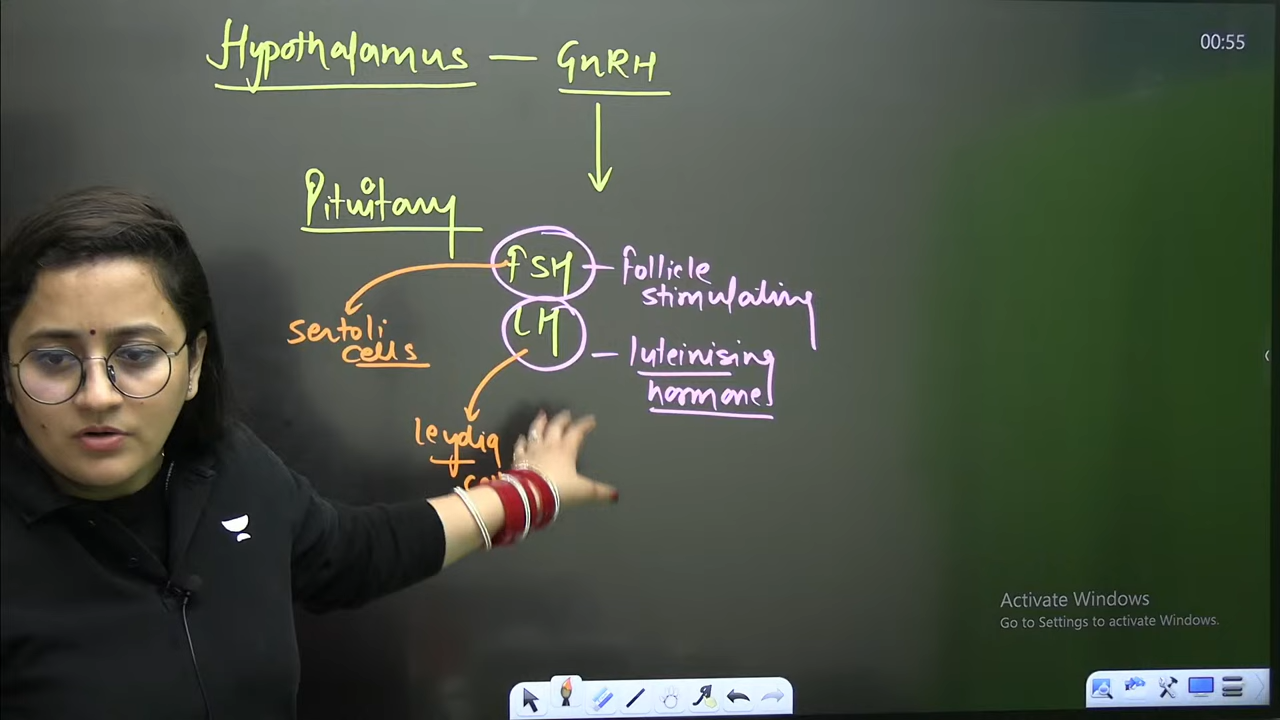 00:55
Hypothalamus — GnRH
Pituitary
FSH — follicle
stimulating
sertoli
cells
LH — luteinising
hormone
leydig
Activate Windows
Go to Settings to activate Windows.